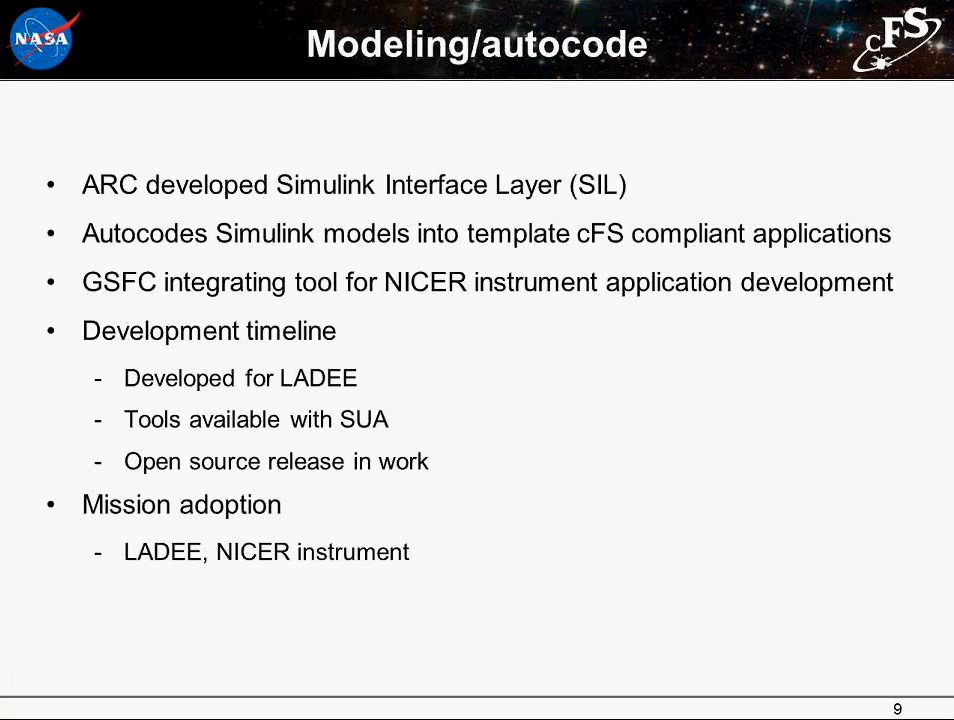 NASA
Modeling/autocode
cFS
• ARC developed Simulink Interface Layer (SIL)
• Autocodes Simulink models into template cFS compliant applications
• GSFC integrating tool for NICER instrument application development
• Development timeline
- Developed for LADEE
- Tools available with SUA
- Open source release in work
• Mission adoption
- LADEE, NICER instrument
9